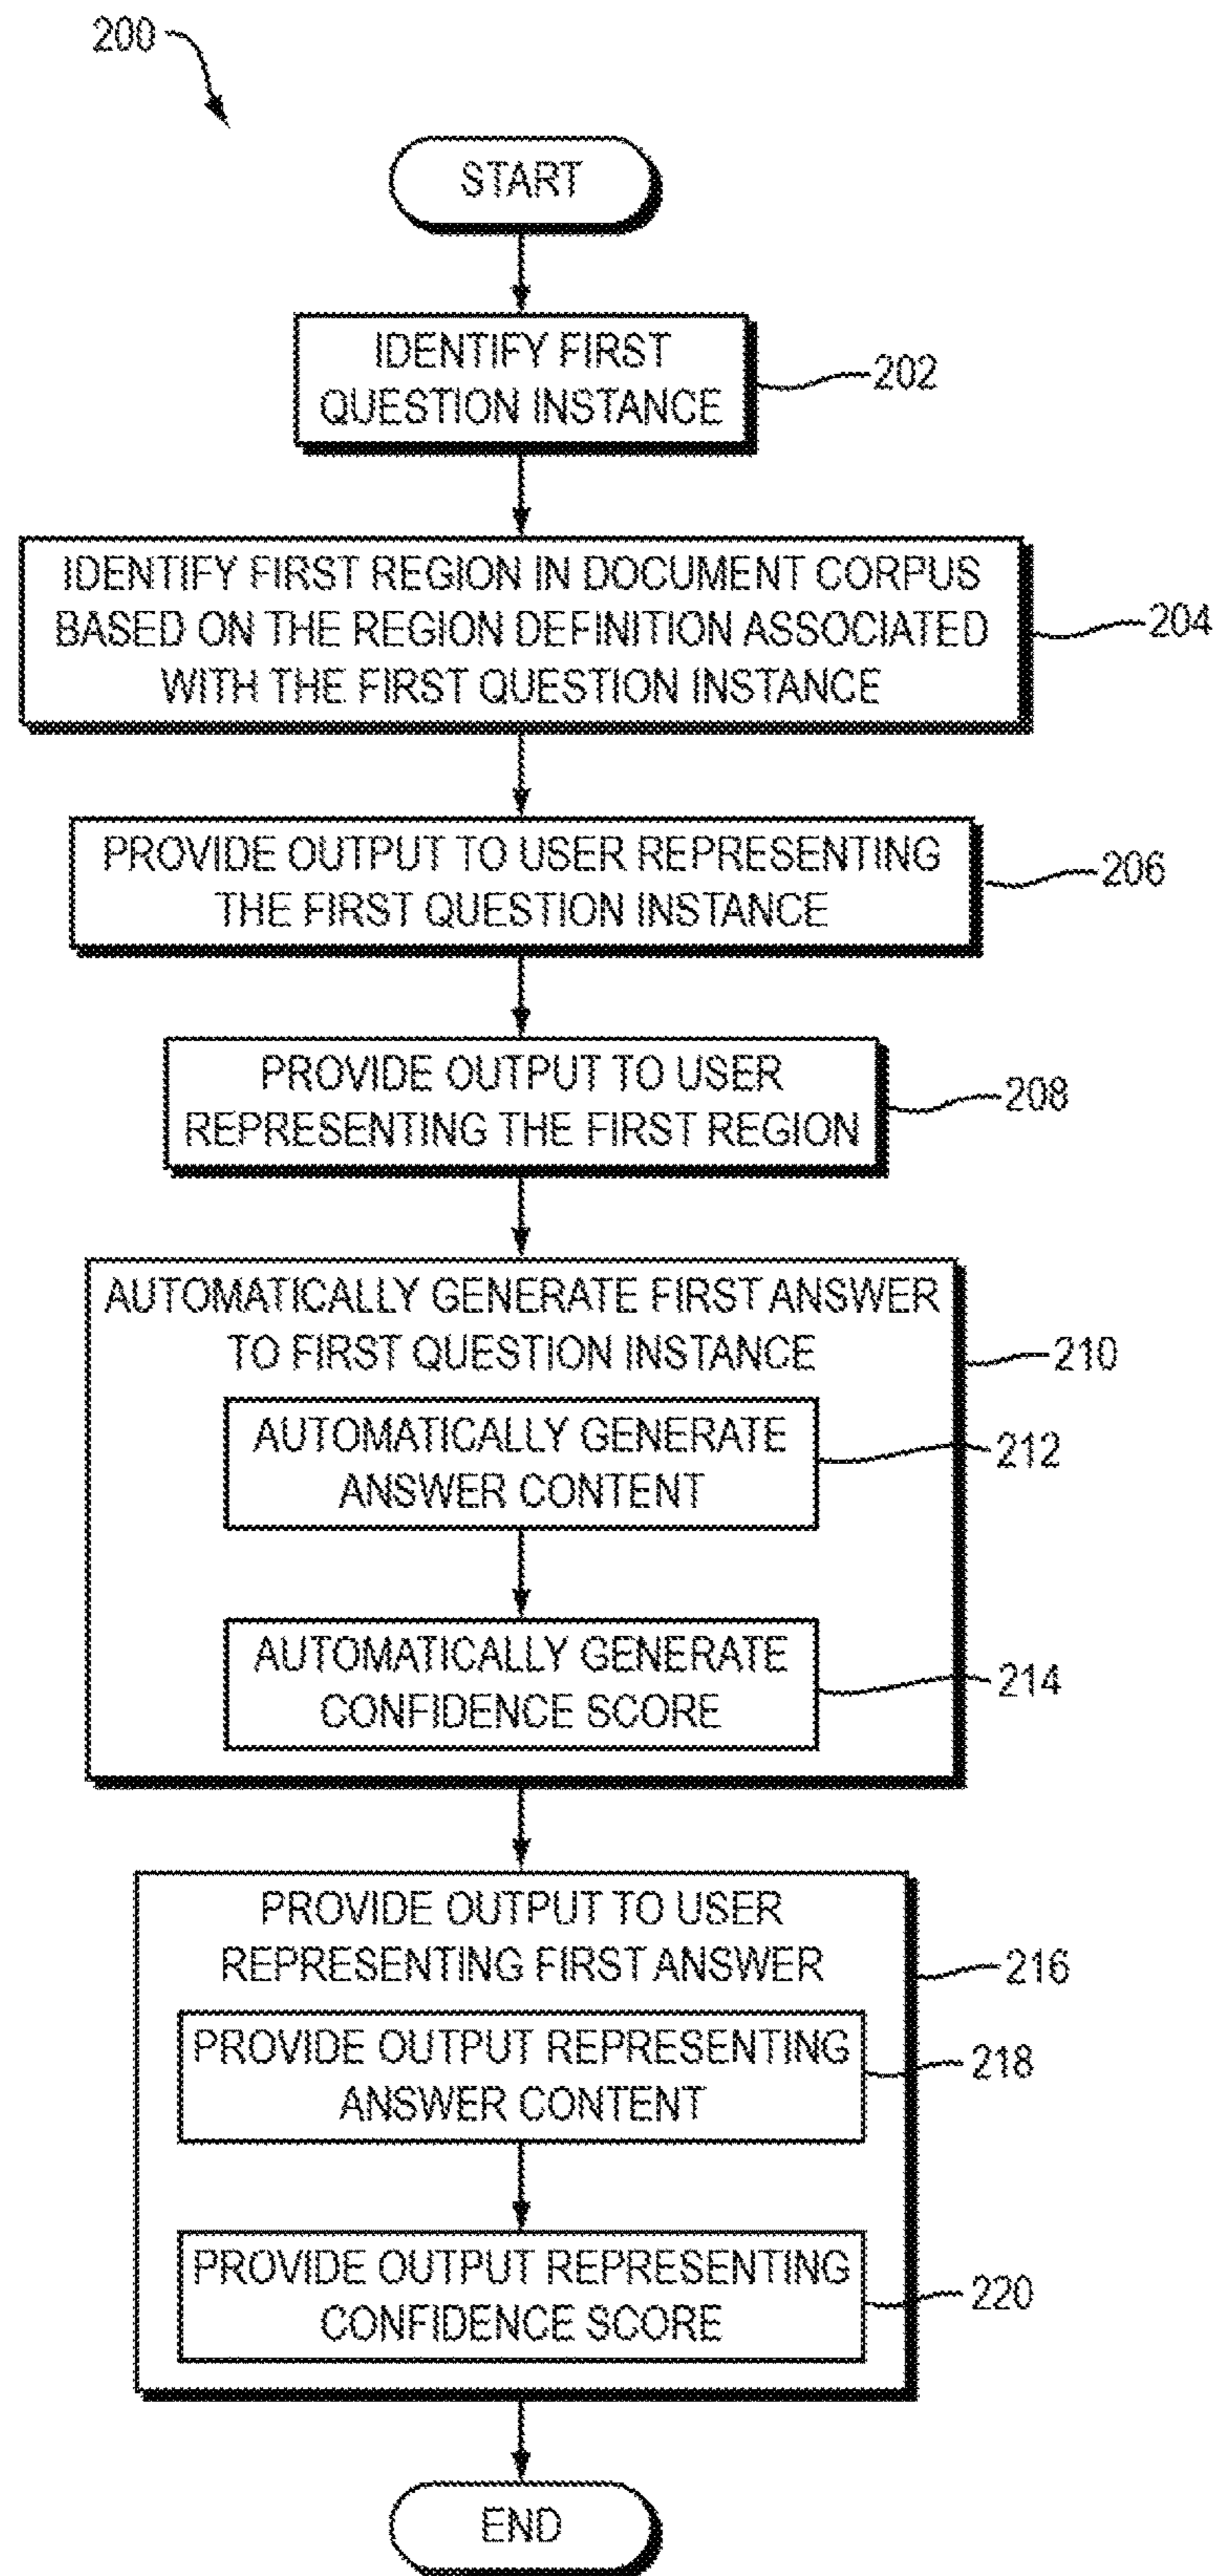 200
START
IDENTIFY FIRST
QUESTION INSTANCE
202
IDENTIFY FIRST REGION IN DOCUMENT CORPUS
BASED ON THE REGION DEFINITION ASSOCIATED
WITH THE FIRST QUESTION INSTANCE
204
PROVIDE OUTPUT TO USER REPRESENTING
THE FIRST QUESTION INSTANCE
206
PROVIDE OUTPUT TO USER
REPRESENTING THE FIRST REGION
208
AUTOMATICALLY GENERATE FIRST ANSWER
TO FIRST QUESTION INSTANCE
210
AUTOMATICALLY GENERATE
ANSWER CONTENT
212
AUTOMATICALLY GENERATE
CONFIDENCE SCORE
214
PROVIDE OUTPUT TO USER
REPRESENTING FIRST ANSWER
216
PROVIDE OUTPUT REPRESENTING
ANSWER CONTENT
218
PROVIDE OUTPUT REPRESENTING
CONFIDENCE SCORE
220
END